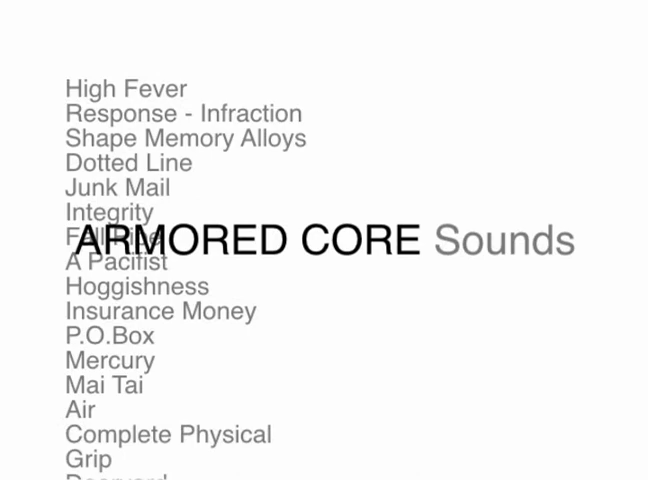 High Fever
Response - Infraction
Shape Memory Alloys
Dotted Line
Junk Mail
Integrity
ARMORED CORE Sounds
A Pacifist
Hoggishness
Insurance Money
P.O.Box
Mercury
Mai Tai
Air
Complete Physical
Grip